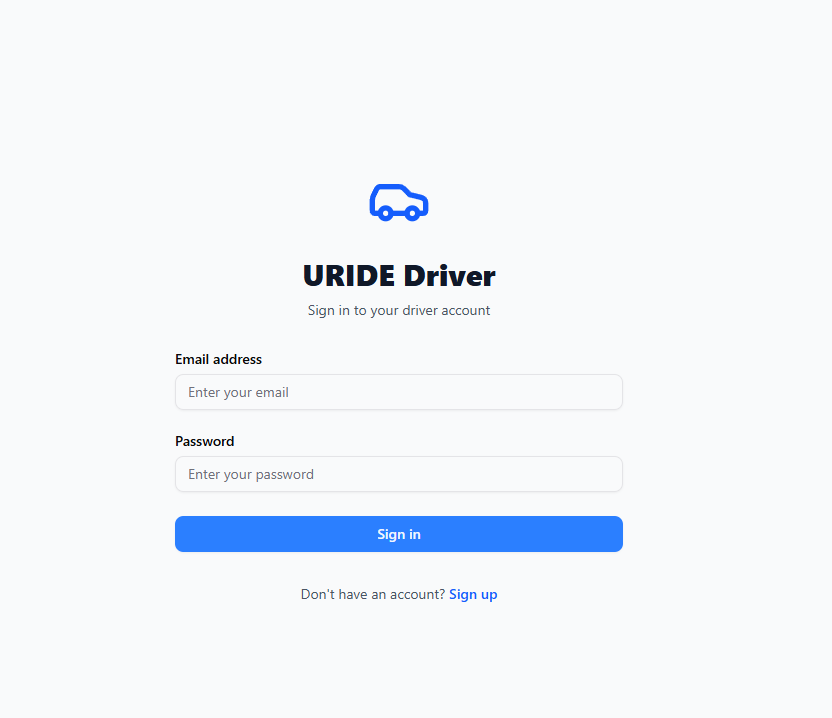 URIDE Driver
Sign in to your driver account
Email address
Enter your email
Password
Enter your password
Sign in
Don't have an account? Sign up